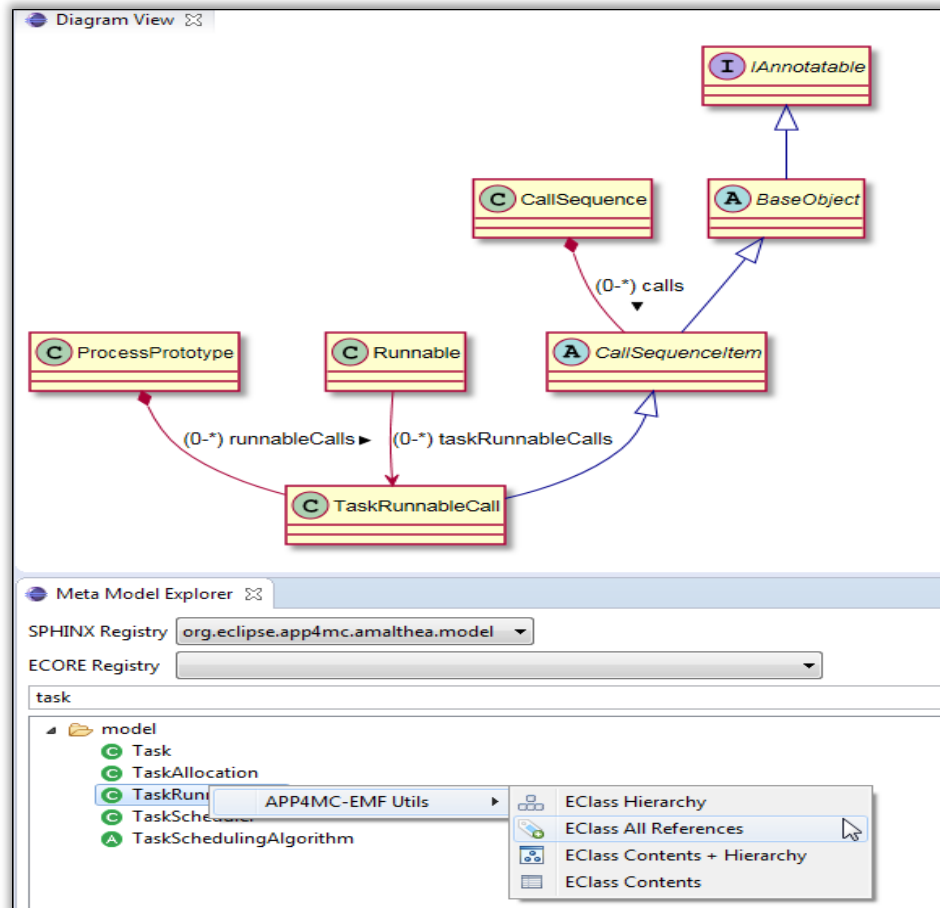 Diagram View
I IAnnotatable
C CallSequence
A BaseObject
(0-*) calls
C ProcessPrototype
C Runnable
A CallSequenceItem
(0-*) runnableCalls
(0-*) taskRunnableCalls
C TaskRunnableCall
Meta Model Explorer
SPHINX Registry org.eclipse.app4mc.amalthea.model
ECORE Registry
task
model
C Task
C TaskAllocation
C TaskRun
APP4MC-EMF Utils
EClass Hierarchy
C TaskScheduler
EClass All References
A TaskSchedulingAlgorithm
EClass Contents + Hierarchy
EClass Contents